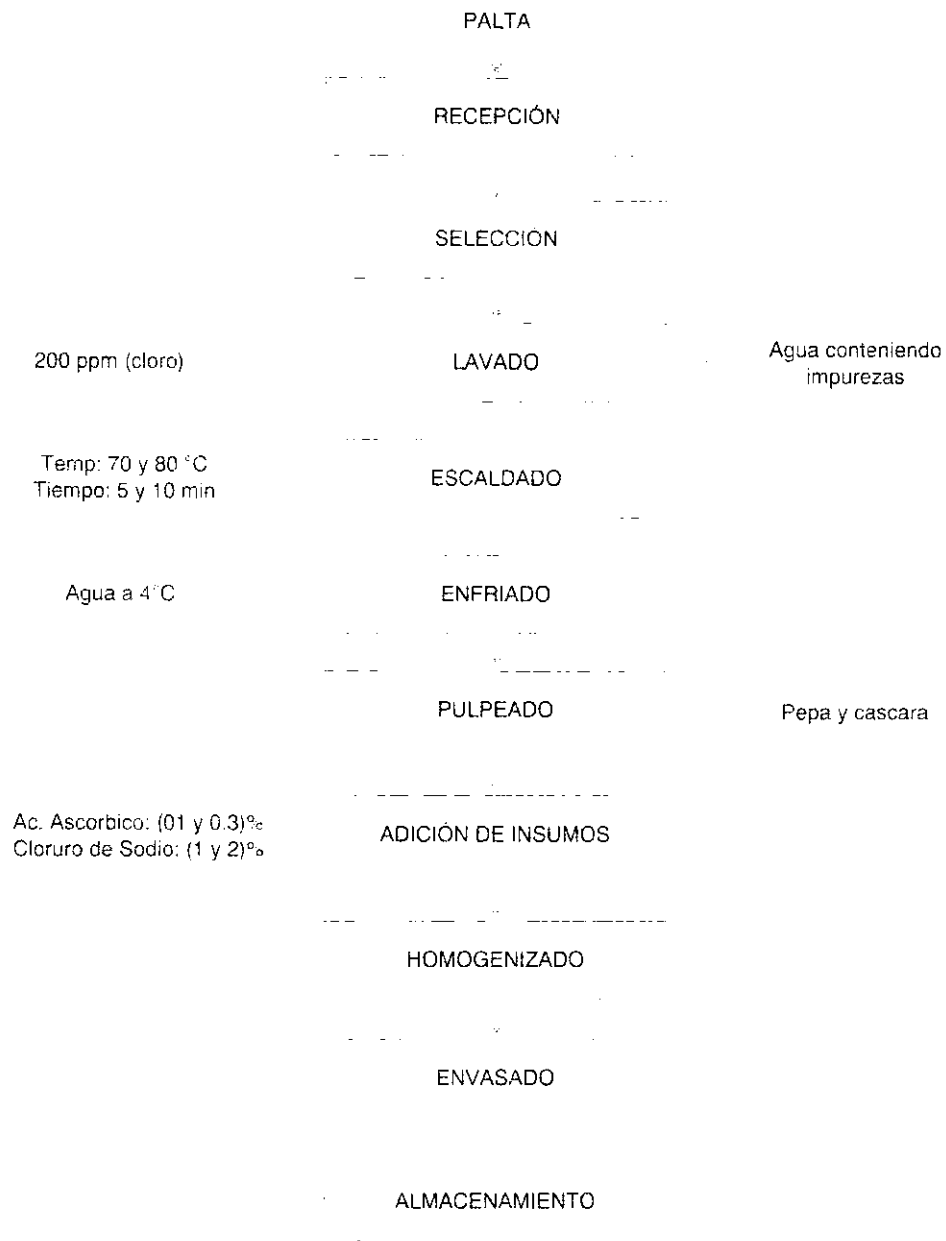 PALTA
RECEPCIÓN
SELECCIÓN
200 ppm (cloro)
LAVADO
Agua conteniendo
impurezas
Temp: 70 y 80 °C
Tiempo: 5 y 10 min
ESCALDADO
Agua a 4°C
ENFRIADO
PULPEADO
Pepa y cascara
Ac. Ascorbico: (01 y 0.3)%
Cloruro de Sodio: (1 y 2)%
ADICIÓN DE INSUMOS
HOMOGENIZADO
ENVASADO
ALMACENAMIENTO